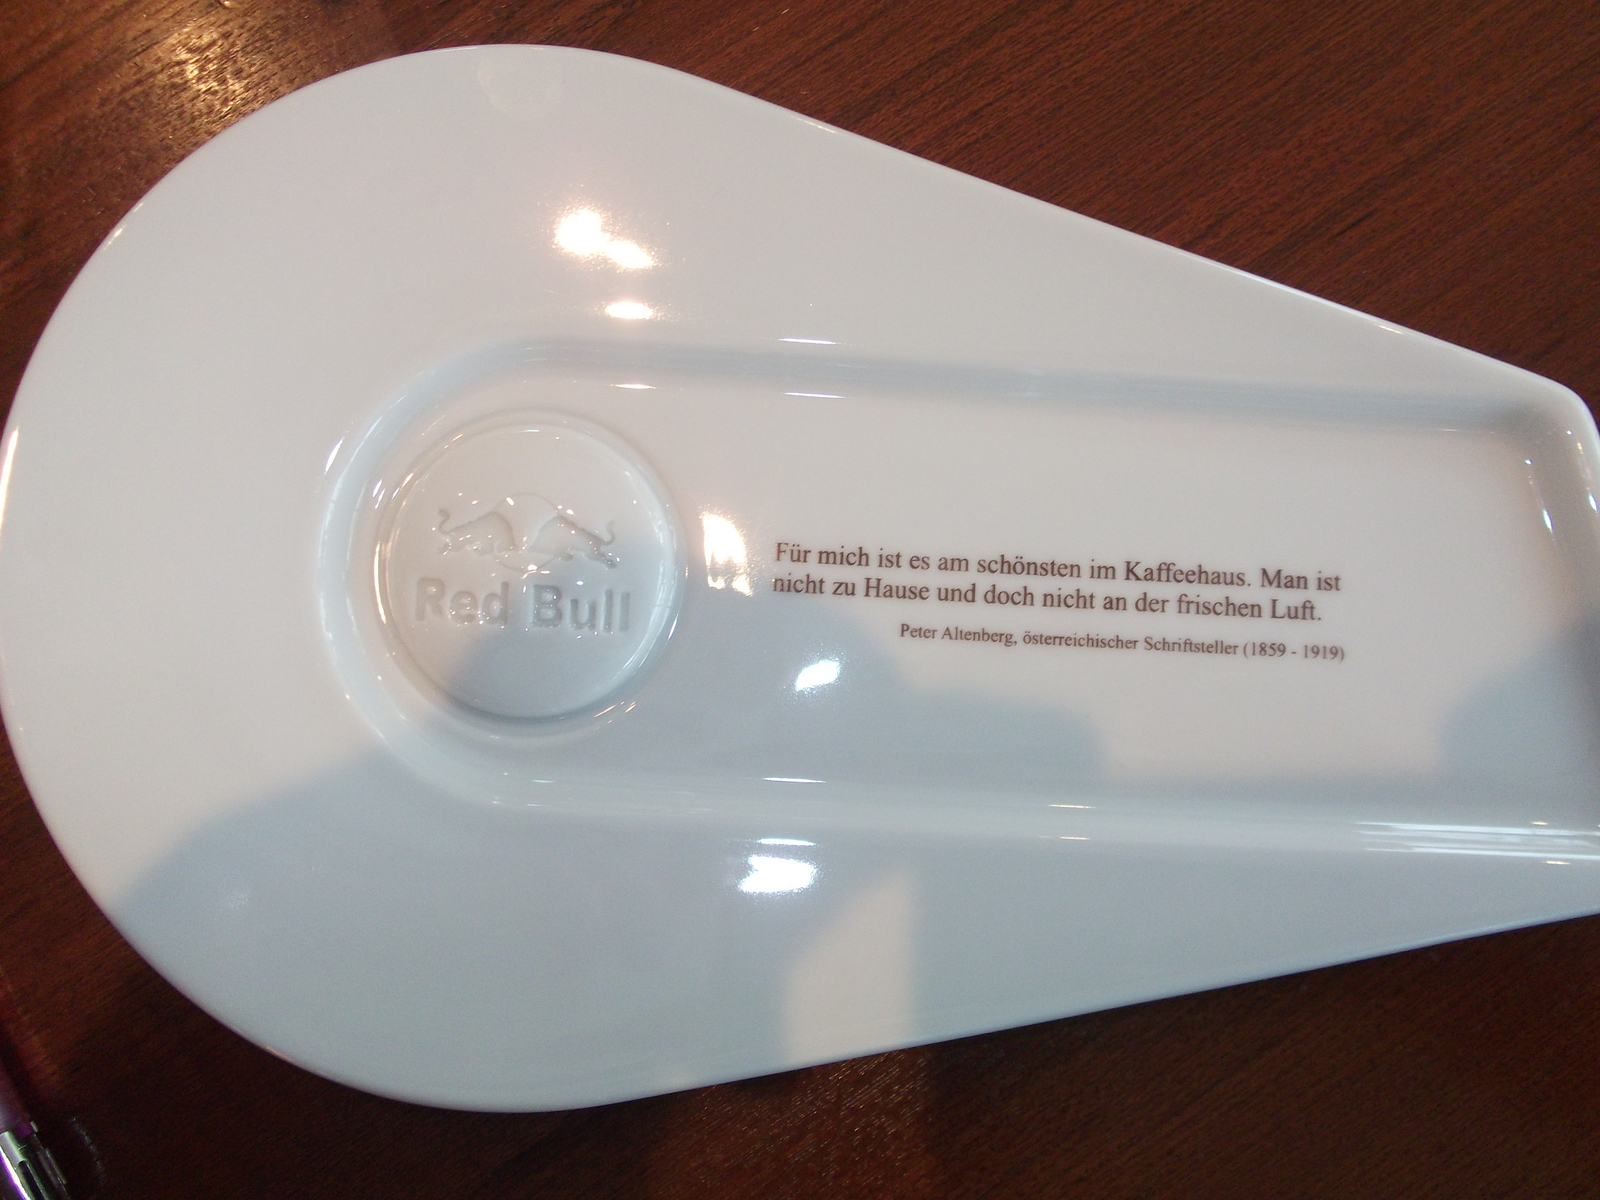 Red Bull
Für mich ist es am schönsten im Kaffeehaus. Man ist
nicht zu Hause und doch nicht an der frischen Luft.
Peter Altenberg, österreichischer Schriftsteller (1859 - 1919)